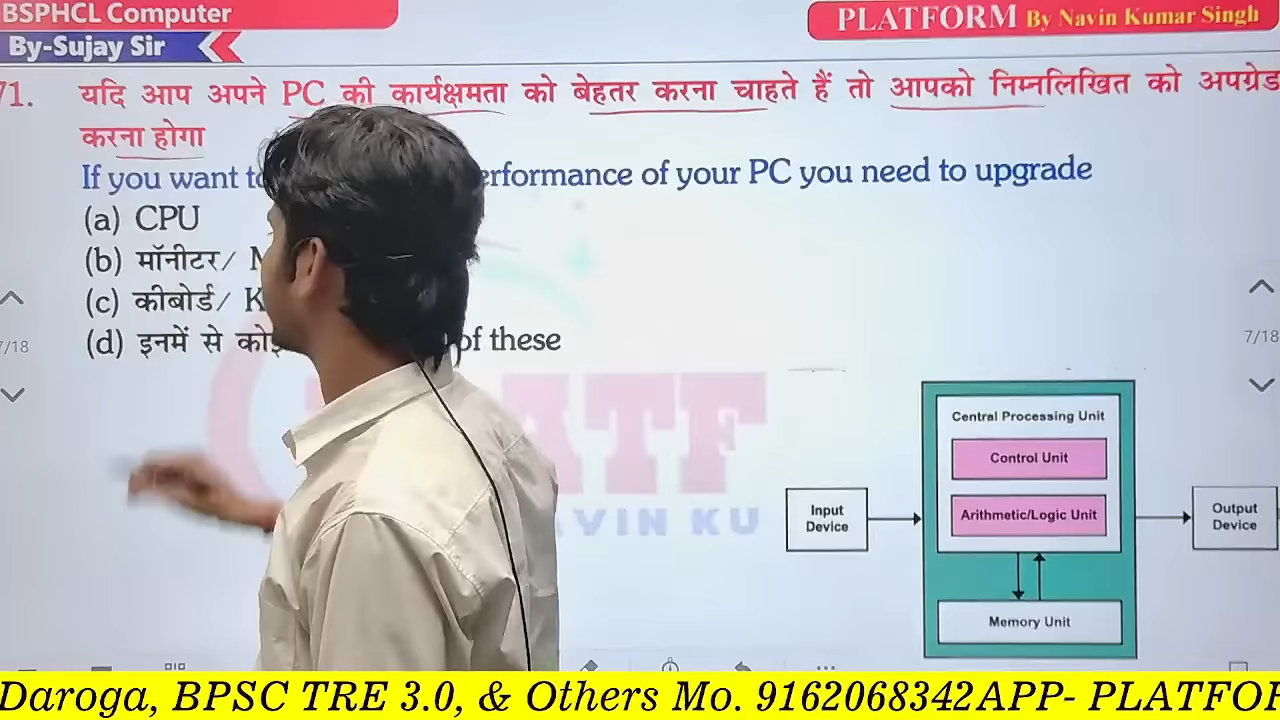 BSPHCL Computer
By-Sujay Sir
PLATFORM By Navin Kumar Singh
71. यदि आप अपने PC की कार्यक्षमता को बेहतर करना चाहते हैं तो आपको निम्नलिखित को अपग्रेड
करना होगा
If you want of your PC you need to upgrade
(a) CPU
(b) मॉनीटर/
(c) कीबोर्ड/
(d) इनमें से of these
7/18
7/18
Central Processing Unit
Control Unit
Arithmetic/Logic Unit
Input
Device
Output
Device
Memory Unit
Daroga, BPSC TRE 3.0, & Others Mo. 9162068342APP- PLATFOR